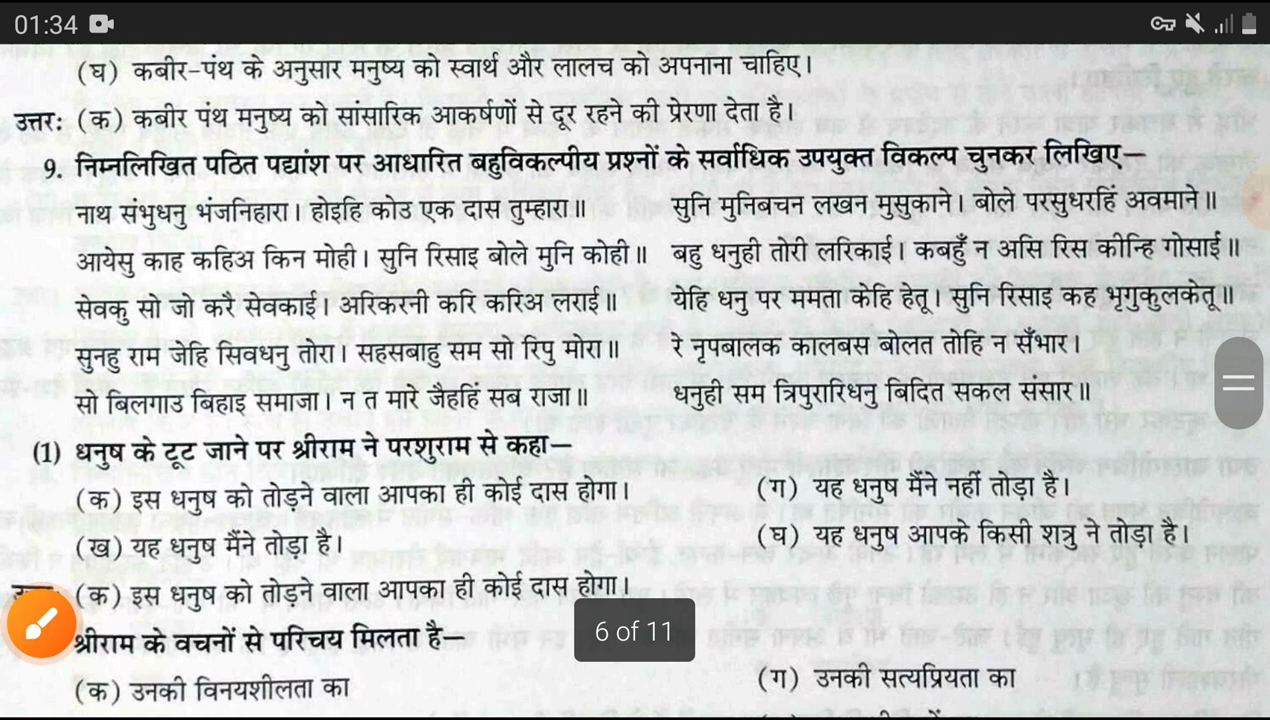 01:34
(घ) कबीर-पंथ के अनुसार मनुष्य को स्वार्थ और लालच को अपनाना चाहिए।
उत्तर: (क) कबीर पंथ मनुष्य को सांसारिक आकर्षणों से दूर रहने की प्रेरणा देता है।
9. निम्नलिखित पठित पद्यांश पर आधारित बहुविकल्पीय प्रश्नों के सर्वाधिक उपयुक्त विकल्प चुनकर लिखिए—
नाथ संभुधनु भंजनिहारा। होइहि कोउ एक दास तुम्हारा॥
आयेसु काह कहिअ किन मोही। सुनि रिसाइ बोले मुनि कोही॥
सेवकु सो जो करै सेवकाई। अरिकरनी करि करिअ लराई॥
सुनहु राम जेहि सिवधनु तोरा। सहसबाहु सम सो रिपु मोरा॥
सो बिलगाउ बिहाइ समाजा। न त मारे जैहहिं सब राजा॥
सुनि मुनिबचन लखन मुसुकाने। बोले परसुधरहिं अवमाने॥
बहु धनुही तोरी लरिकाईं। कबहुँ न असि रिस कीन्हि गोसाईं॥
येहि धनु पर ममता केहि हेतू। सुनि रिसाइ कह भृगुकुलकेतू॥
रे नृपबालक कालबस बोलत तोहि न सँभार।
धनुही सम त्रिपुरारिधनु बिदित सकल संसार॥
(1) धनुष के टूट जाने पर श्रीराम ने परशुराम से कहा—
(क) इस धनुष को तोड़ने वाला आपका ही कोई दास होगा।
(ग) यह धनुष मैंने नहीं तोड़ा है।
(ख) यह धनुष मैंने तोड़ा है।
(घ) यह धनुष आपके किसी शत्रु ने तोड़ा है।
(क) इस धनुष को तोड़ने वाला आपका ही कोई दास होगा।
श्रीराम के वचनों से परिचय मिलता है—
6 of 11
(क) उनकी विनयशीलता का
(ग) उनकी सत्यप्रियता का